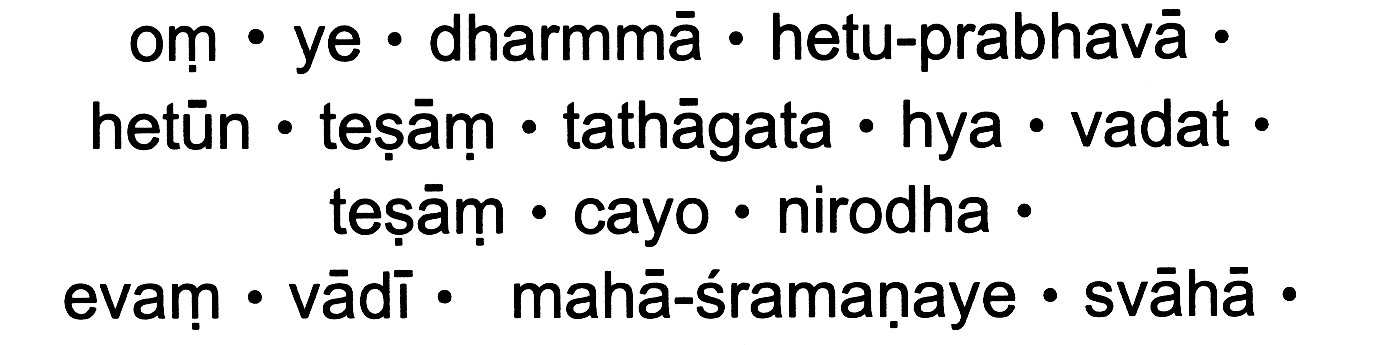 oṃ • ye • dharmmā • hetu-prabhavā •
hetūn • teṣāṃ • tathāgata • hya • vadat •
teṣāṃ • cayo • nirodha •
evaṃ • vādī • mahā-śramaṇaye • svāhā •